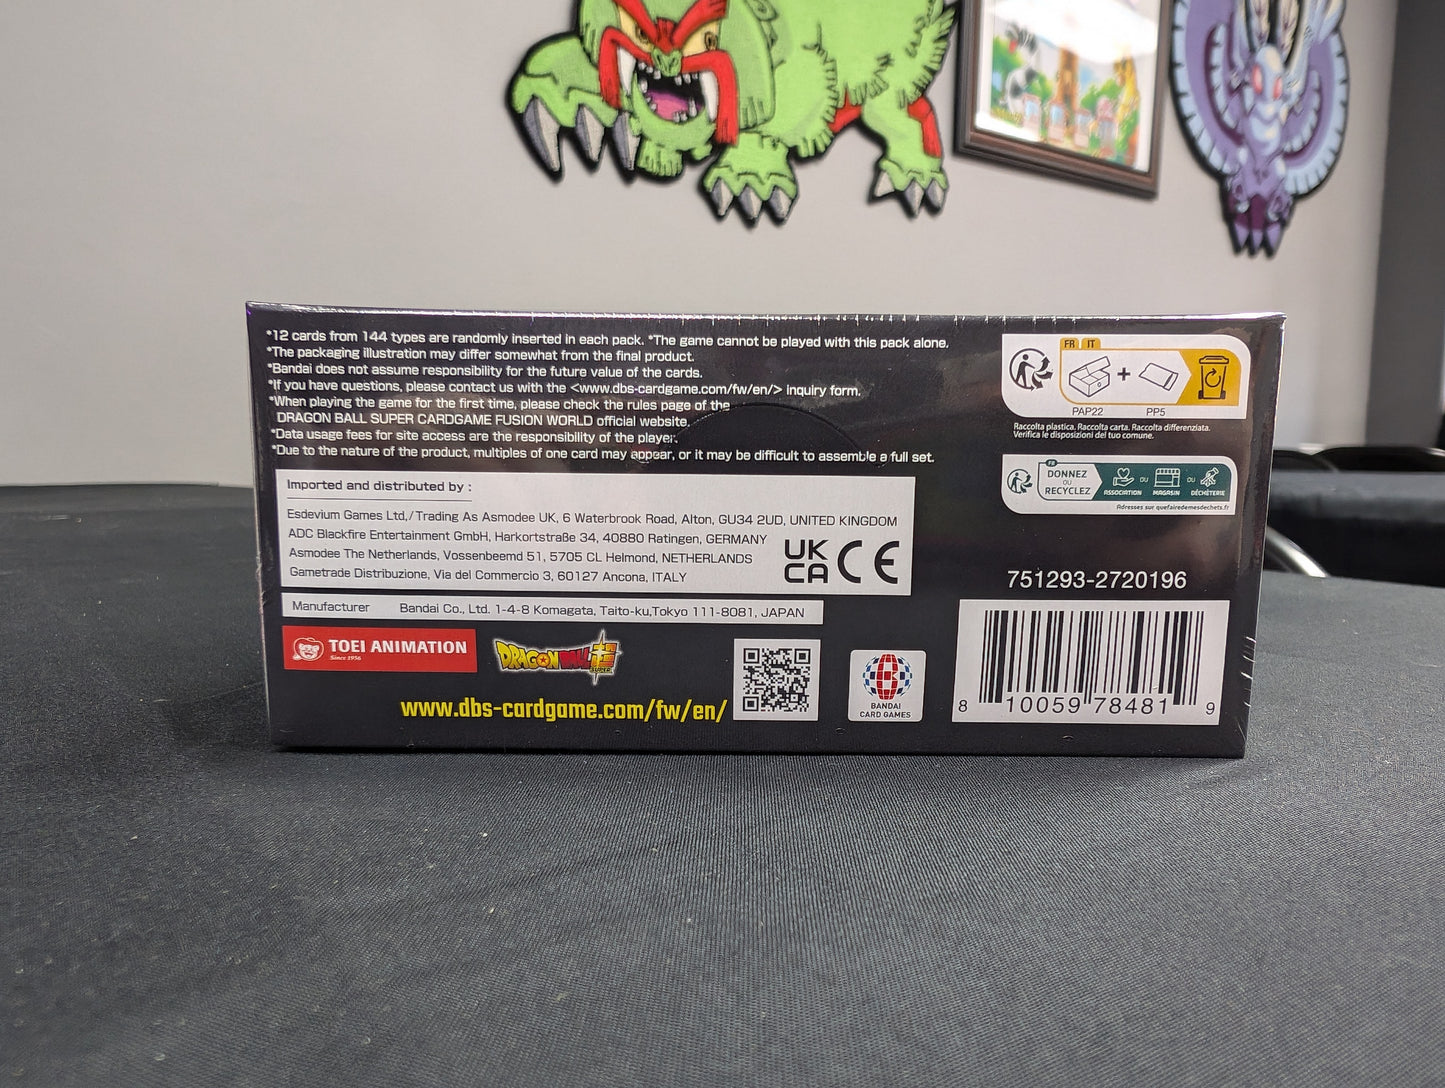 *12 cards from 144 types are randomly inserted in each pack. *The game cannot be played with this pack alone.
*The packaging illustration may differ somewhat from the final product.
*Bandai does not assume responsibility for the future value of the cards.
*If you have questions, please contact us with the <www.dbs-cardgame.com/fw/en/> inquiry form.
*When playing the game for the first time, please check the rules page of the
DRAGON BALL SUPER CARDGAME FUSION WORLD official website.
*Data usage fees for site access are the responsibility of the player.
*Due to the nature of the product, multiples of one card may appear, or it may be difficult to assemble a full set.
Imported and distributed by :
Esdevium Games Ltd,/Trading As Asmodee UK, 6 Waterbrook Road, Alton, GU34 2UD, UNITED KINGDOM
ADC Blackfire Entertainment GmbH, Harkortstraße 34, 40880 Ratingen, GERMANY
Asmodee The Netherlands, Vossenbeemd 51, 5705 CL Helmond, NETHERLANDS
Gametrade Distribuzione, Via del Commercio 3, 60127 Ancona, ITALY
UK
CA CE
Manufacturer Bandai Co., Ltd. 1-4-8 Komagata, Taito-ku,Tokyo 111-8081, JAPAN
TOEI ANIMATION
Since 1956
DRAGON BALL 超
SUPER
www.dbs-cardgame.com/fw/en/
BANDAI
CARD GAMES
FR IT
+
PAP22 PP5
Raccolta plastica. Raccolta carta. Raccolta differenziata.
Verifica le disposizioni del tuo comune.
FR
DONNEZ
OU
RECYCLEZ
ASSOCIATION OU MAGASIN OU DÉCHÈTERIE
Adresses sur quefairedemesdechets.fr
751293-2720196
8 10059 78481 9